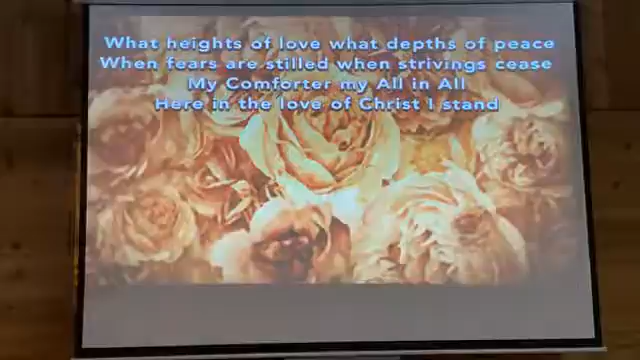 What heights of love what depths of peace
When fears are stilled when strivings cease
My Comforter my All in All
Here in the love of Christ I stand